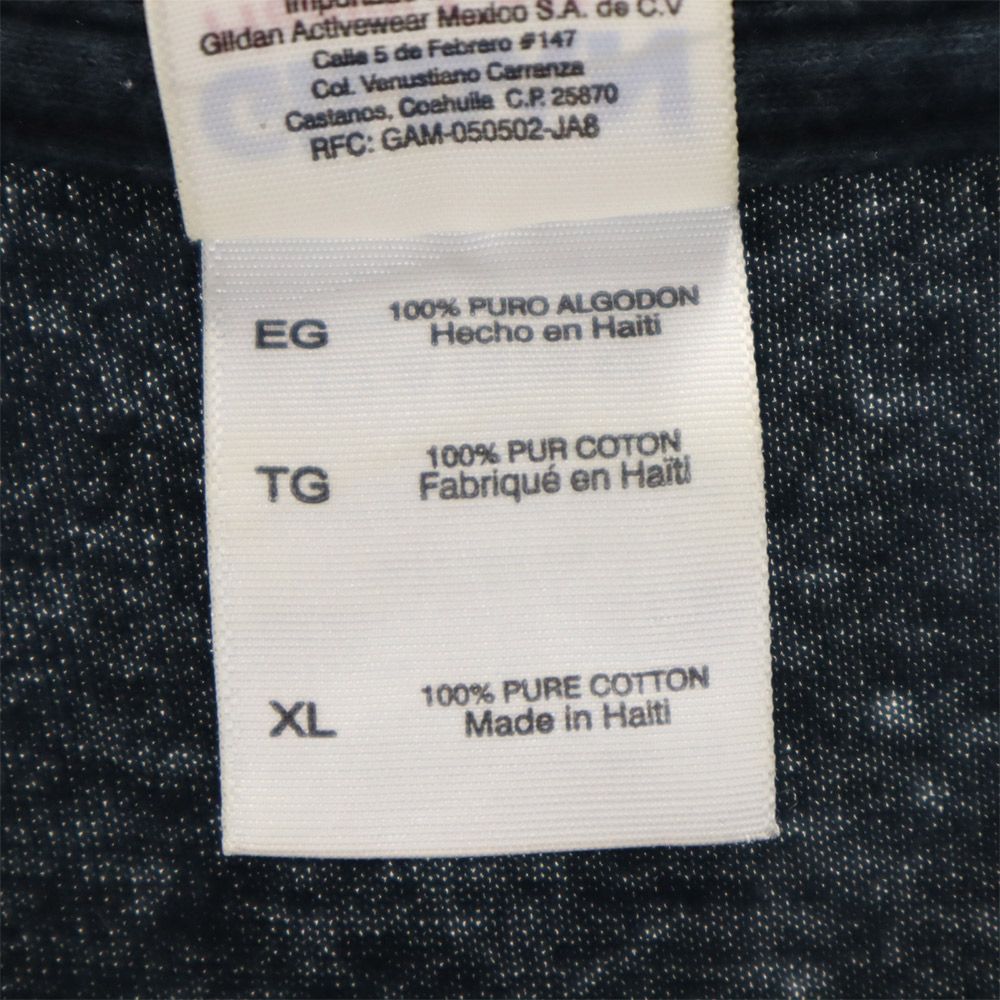 Gildan Activewear Mexico S.A. de C.V
Calle 5 de Febrero #147
Col. Venustiano Carranza
Castanos, Coahuila C.P. 25870
RFC: GAM-050502-JA8
EG 100% PURO ALGODON
Hecho en Haiti
TG 100% PUR COTON
Fabriqué en Haïti
XL 100% PURE COTTON
Made in Haiti